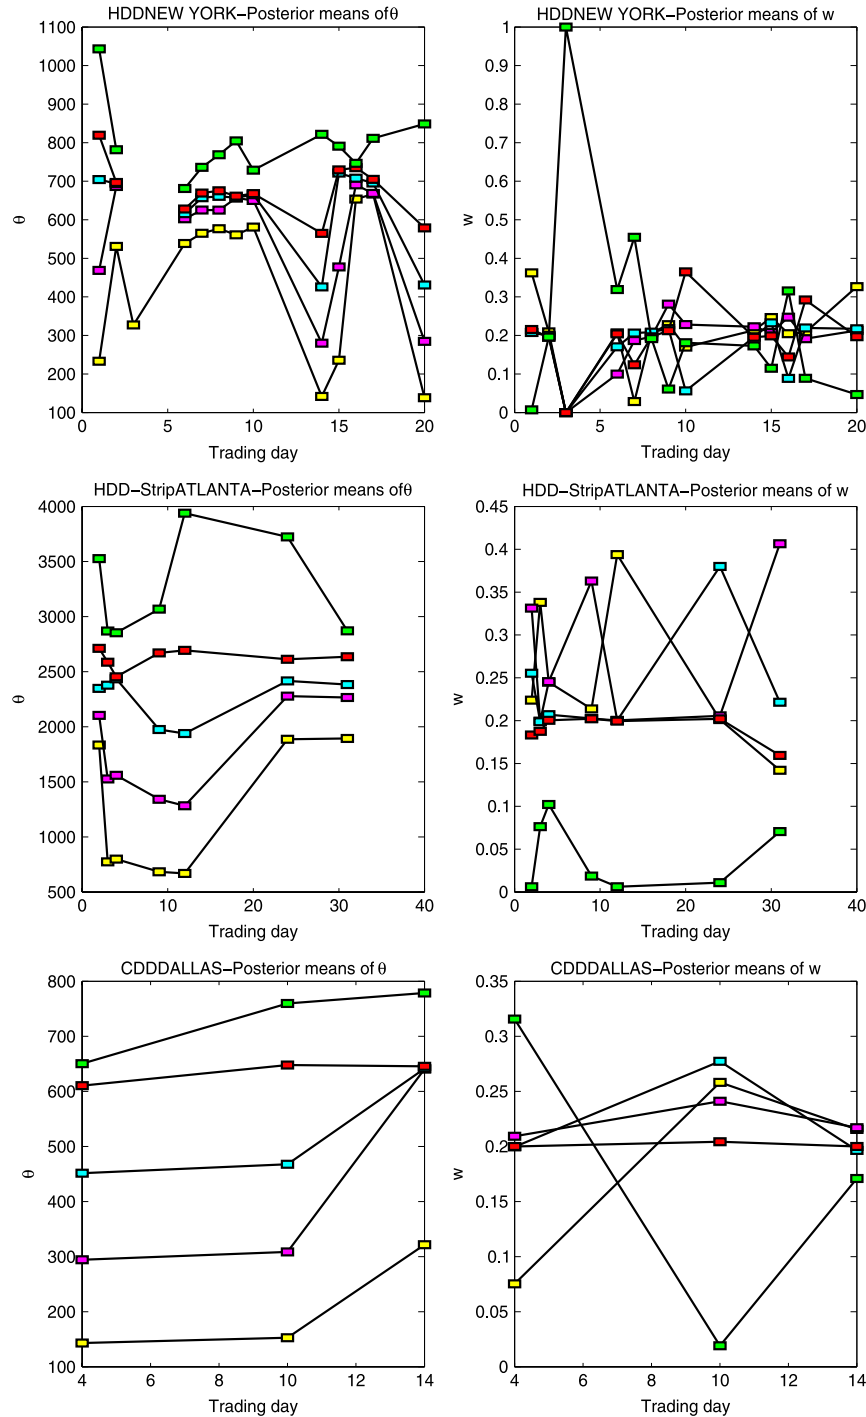 HDDNEW YORK–Posterior means of θ
1100
1000
900
800
700
600
500
400
300
200
100
θ
0 5 10 15 20
Trading day
HDDNEW YORK–Posterior means of w
1
0.9
0.8
0.7
0.6
0.5
0.4
0.3
0.2
0.1
0
w
0 5 10 15 20
Trading day
HDD–StripATLANTA–Posterior means of θ
4000
3500
3000
2500
2000
1500
1000
500
θ
0 10 20 30 40
Trading day
HDD–StripATLANTA–Posterior means of w
0.45
0.4
0.35
0.3
0.25
0.2
0.15
0.1
0.05
0
w
0 10 20 30 40
Trading day
CDDDALLAS–Posterior means of θ
800
700
600
500
400
300
200
100
θ
4 6 8 10 12 14
Trading day
CDDDALLAS–Posterior means of w
0.35
0.3
0.25
0.2
0.15
0.1
0.05
0
w
4 6 8 10 12 14
Trading day